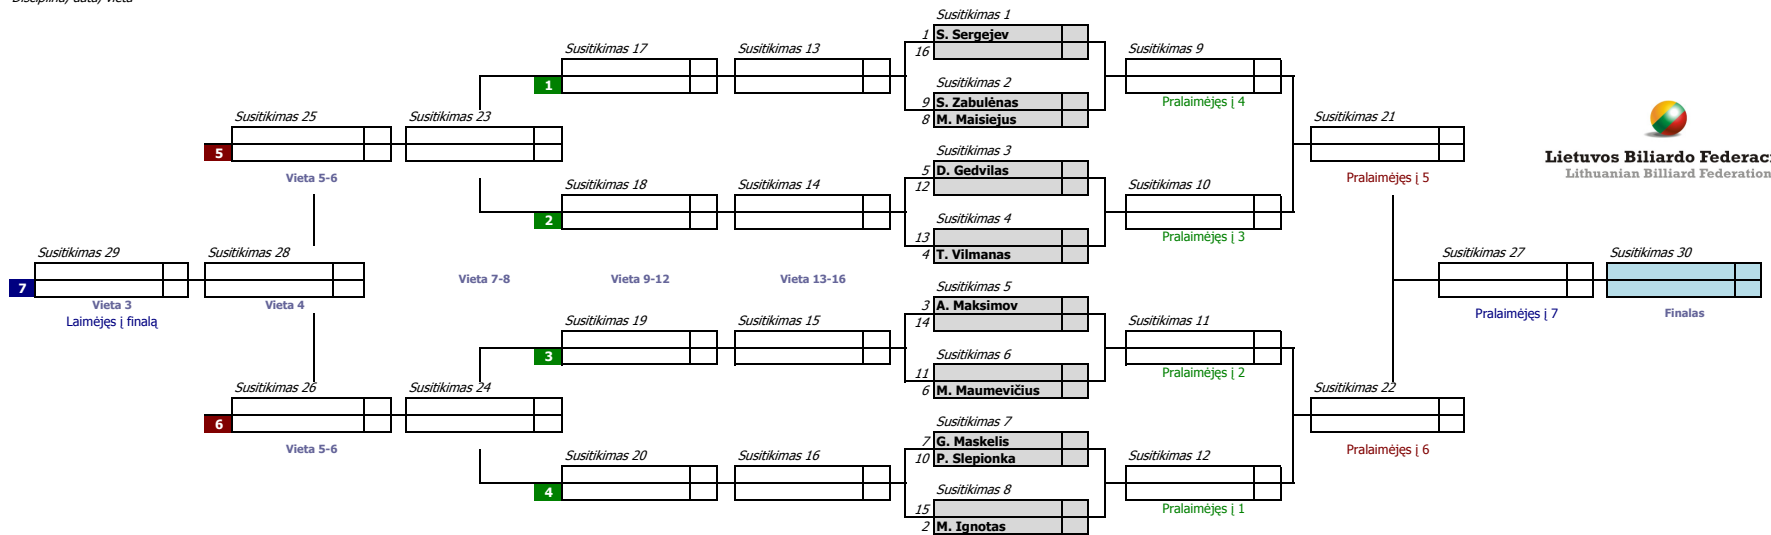 Disciplina, data, vieta
Susitikimas 1
1 S. Sergejev
16
Susitikimas 17
Susitikimas 13
Susitikimas 9
1
Susitikimas 2
9 S. Zabulėnas
8 M. Maisiejus
Pralaimėjęs į 4
Susitikimas 25
Susitikimas 23
Susitikimas 21
5
Vieta 5-6
Susitikimas 3
5 D. Gedvilas
12
Pralaimėjęs į 5
Lietuvos Biliardo Federac
Lithuanian Billiard Federation
Susitikimas 18
Susitikimas 14
Susitikimas 10
2
Susitikimas 4
13
4 T. Vilmanas
Pralaimėjęs į 3
Susitikimas 29
Susitikimas 28
Susitikimas 27
Susitikimas 30
7
Vieta 3
Laimėjęs į finalą
Vieta 4
Vieta 7-8
Vieta 9-12
Vieta 13-16
Susitikimas 5
3 A. Maksimov
14
Pralaimėjęs į 7
Finalas
Susitikimas 19
Susitikimas 15
Susitikimas 11
3
Susitikimas 6
11
6 M. Maumevičius
Pralaimėjęs į 2
Susitikimas 26
Susitikimas 24
Susitikimas 22
6
Vieta 5-6
Susitikimas 7
7 G. Maskelis
10 P. Slepionka
Pralaimėjęs į 6
Susitikimas 20
Susitikimas 16
Susitikimas 12
4
Susitikimas 8
15
2 M. Ignotas
Pralaimėjęs į 1